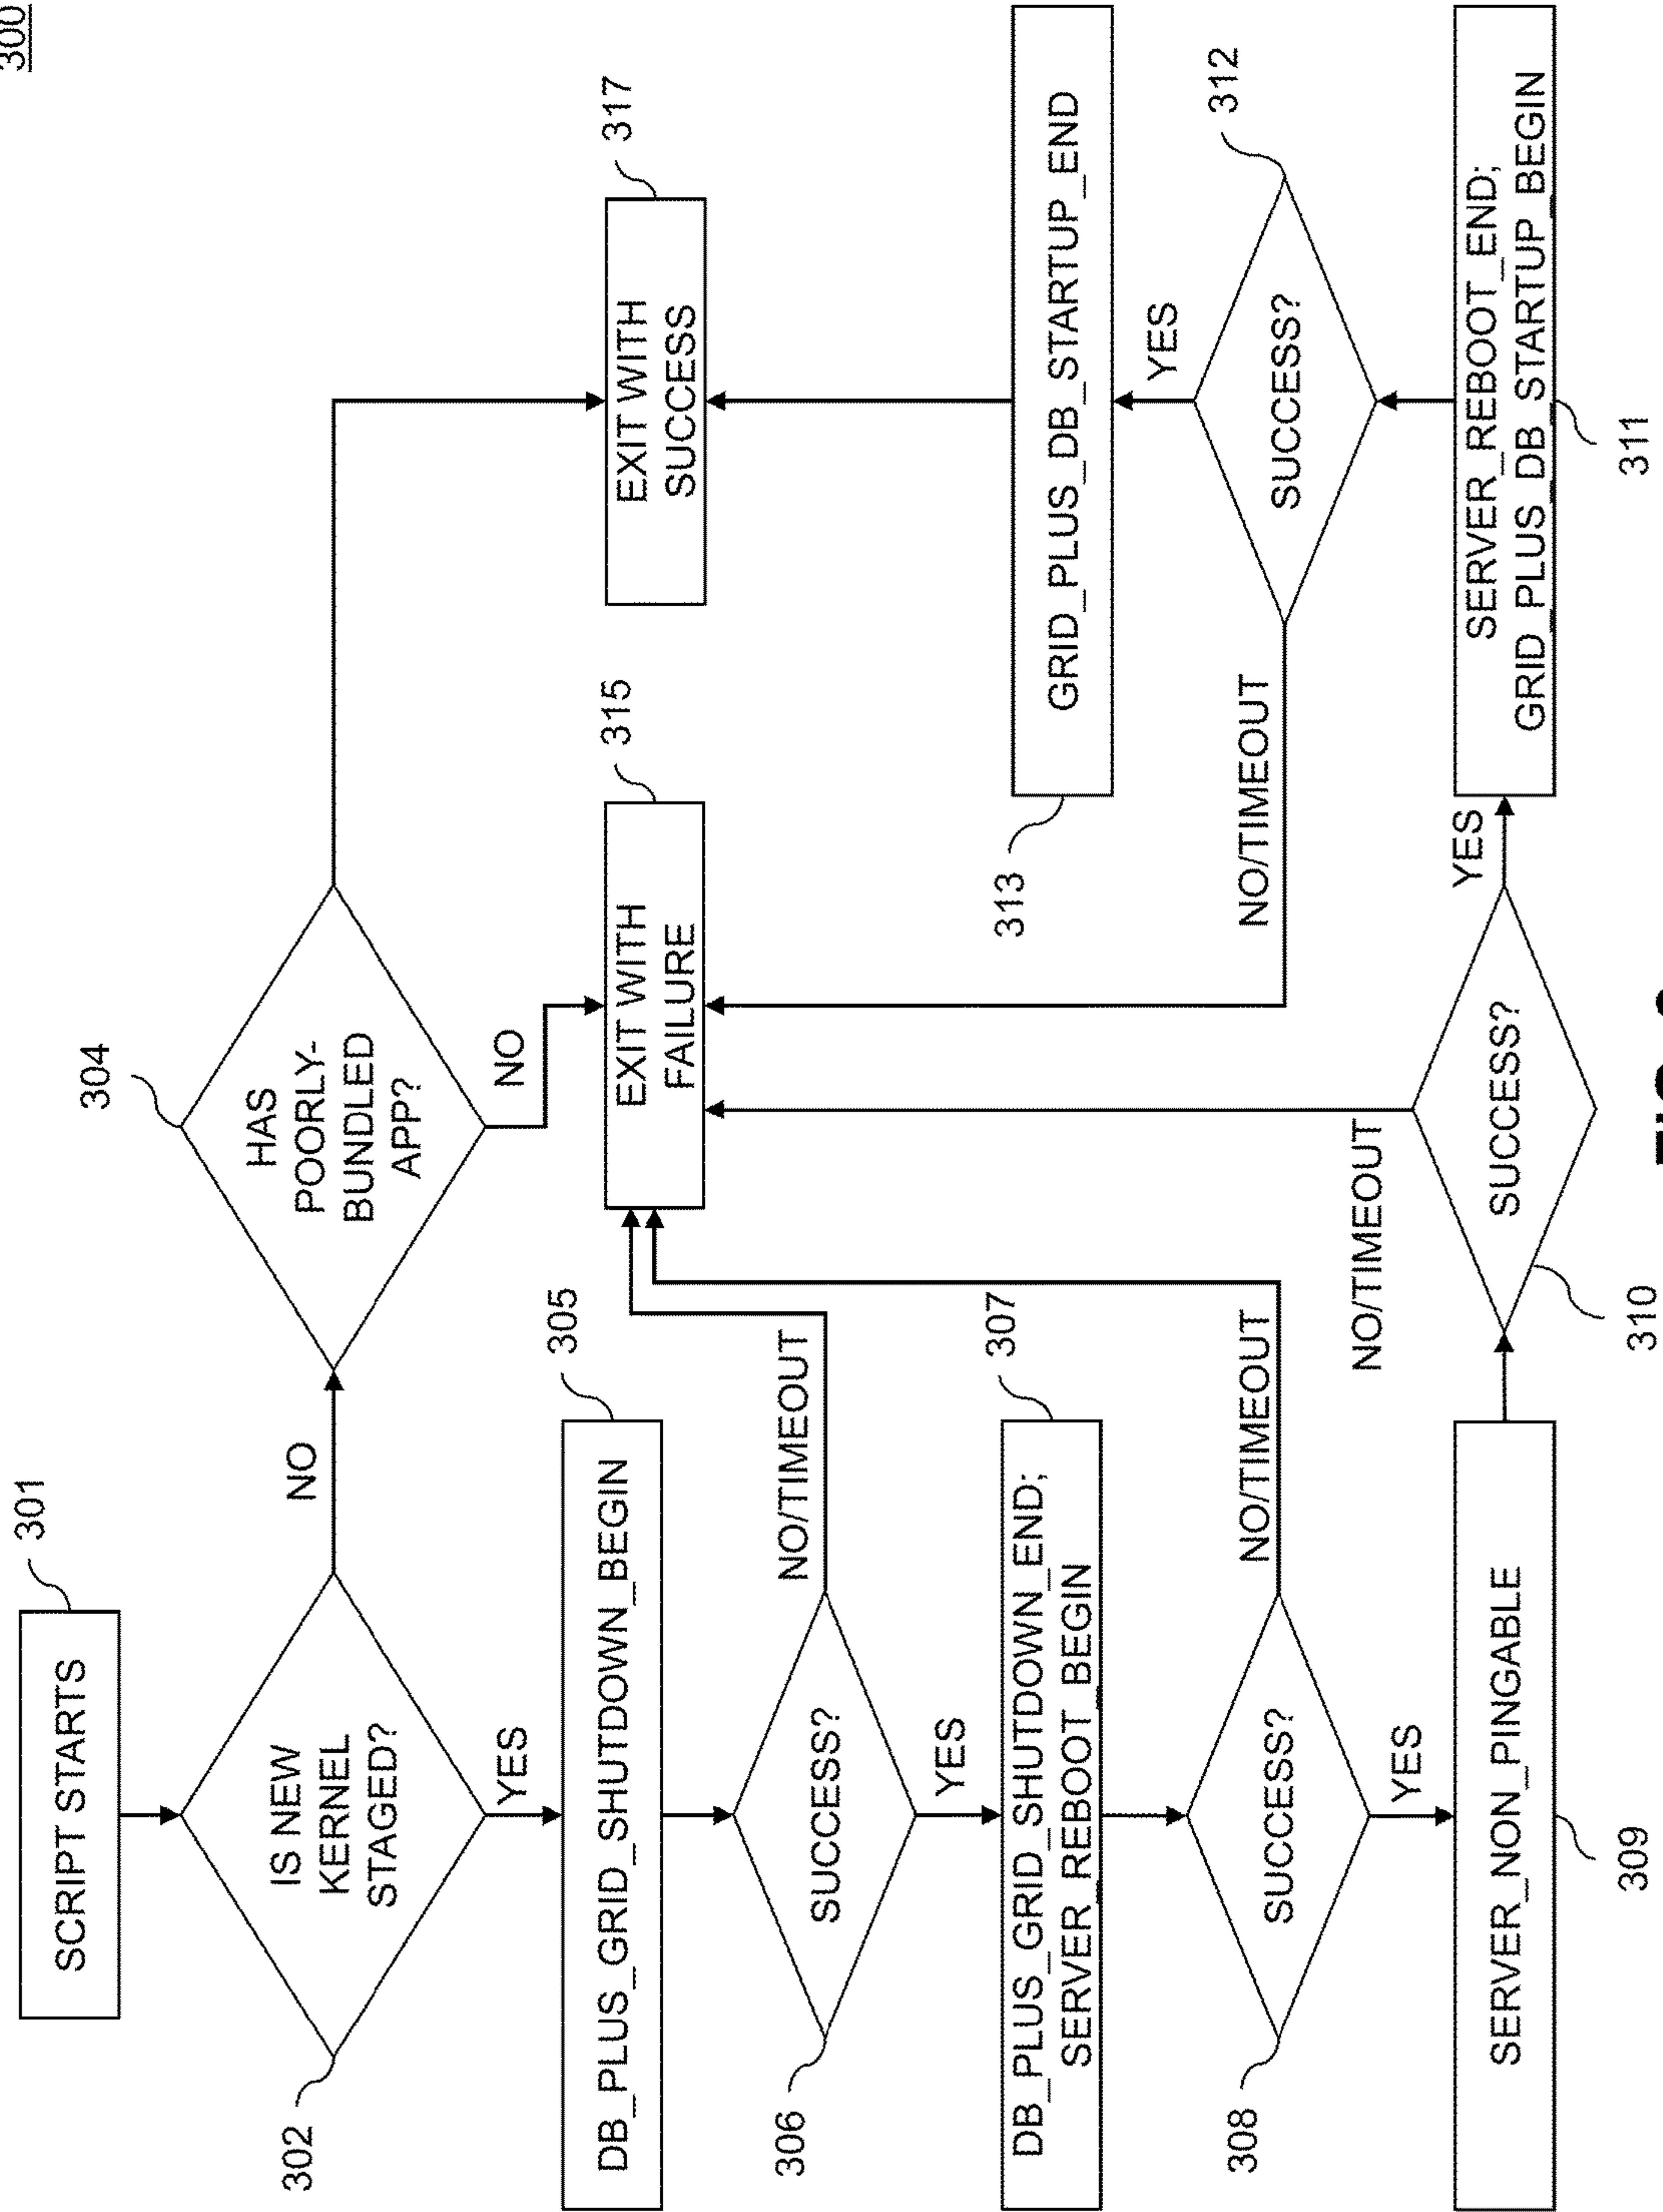 300
301
SCRIPT STARTS
302
IS NEW
KERNEL
STAGED?
NO
304
HAS
POORLY-
BUNDLED
APP?
YES
NO
305
DB_PLUS_GRID_SHUTDOWN_BEGIN
315
EXIT WITH
FAILURE
317
EXIT WITH
SUCCESS
306
SUCCESS?
NO/TIMEOUT
YES
307
DB_PLUS_GRID_SHUTDOWN_END;
SERVER_REBOOT_BEGIN
308
SUCCESS?
NO/TIMEOUT
YES
309
SERVER_NON_PINGABLE
310
SUCCESS?
NO/TIMEOUT
YES
311
SERVER_REBOOT_END;
GRID_PLUS_DB_STARTUP_BEGIN
312
SUCCESS?
NO/TIMEOUT
YES
313
GRID_PLUS_DB_STARTUP_END